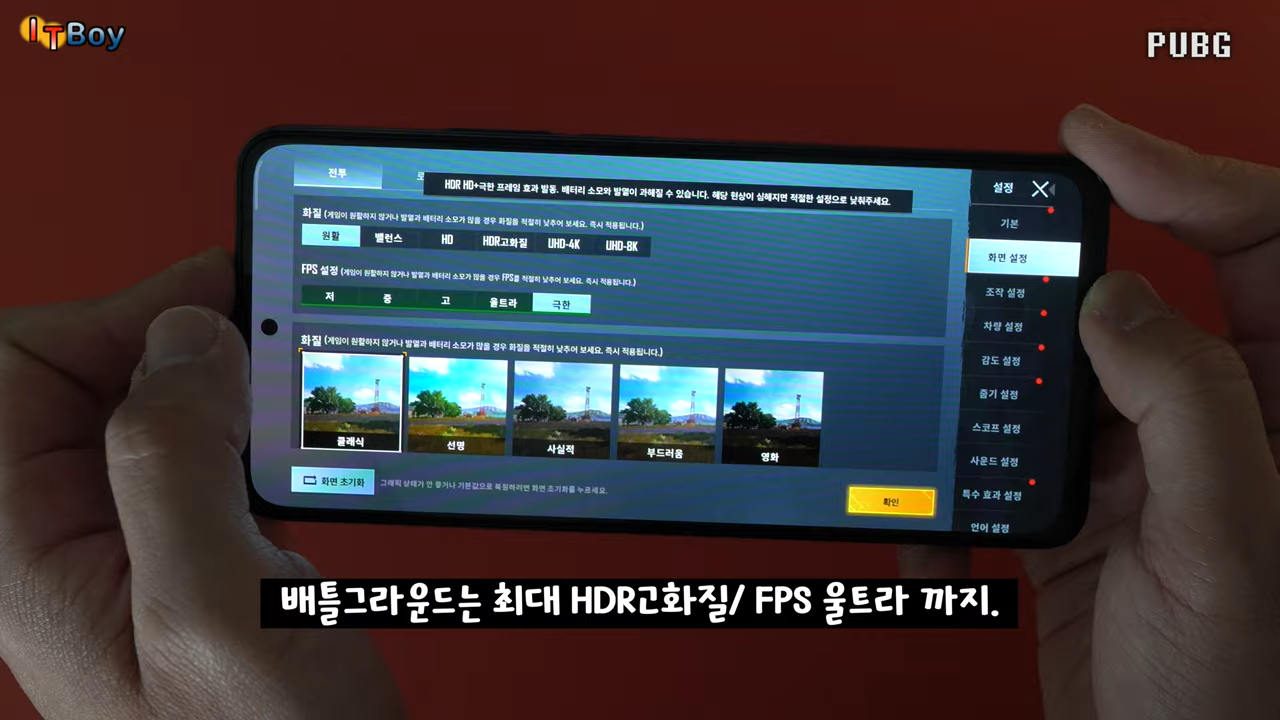 ITBoy
PUBG
전투
HDR HD+극한 프레임 효과 발동. 배터리 소모와 발열이 과해질 수 있습니다. 해당 현상이 심해지면 적절한 설정으로 낮춰주세요.
설정
화질 (게임이 원활하지 않거나 발열과 배터리 소모가 많을 경우 화질을 적절히 낮추어 보세요. 즉시 적용됩니다.)
원활 밸런스 HD HDR고화질 UHD-4K UHD-8K
FPS 설정 (게임이 원활하지 않거나 발열과 배터리 소모가 많을 경우 FPS를 적절히 낮추어 보세요. 즉시 적용됩니다.)
저 중 고 울트라 극한
화질 (게임이 원활하지 않거나 발열과 배터리 소모가 많을 경우 화질을 적절히 낮추어 보세요. 즉시 적용됩니다.)
클래식 선명 사실적 부드러움 영화
화면 초기화 그래픽 상태가 안 좋거나 기본값으로 복원하려면 화면 초기화를 누르세요.
확인
기본
화면 설정
조작 설정
차량 설정
감도 설정
줍기 설정
스코프 설정
사운드 설정
특수 효과 설정
언어 설정
배틀그라운드는 최대 HDR고화질/ FPS 울트라 까지.